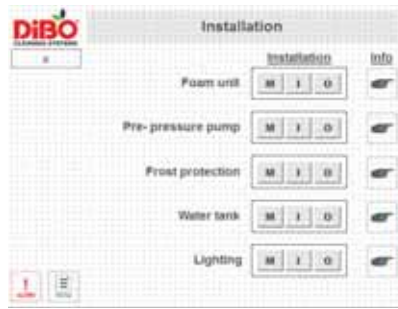 DiBO
CLEANING SYSTEMS
Installation
Installation Info
Foam unit M I O
Pre- pressure pump M I O
Frost protection M I O
Water tank M I O
Lighting M I O
!